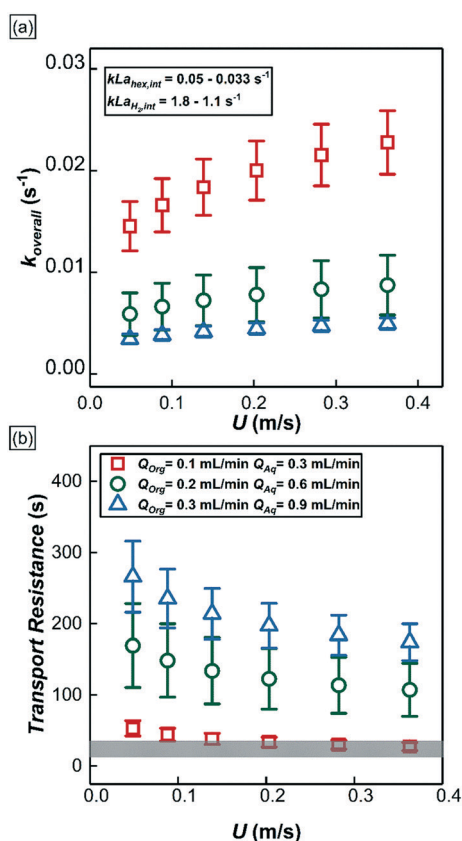 (a)
0.03
0.02
0.01
0.00
k_overall (s⁻¹)
kLa_hex,int = 0.05 - 0.033 s⁻¹
kLa_H₂,int = 1.8 - 1.1 s⁻¹
0.0 0.1 0.2 0.3 0.4
U (m/s)
(b)
400
300
200
100
0
Transport Resistance (s)
Q_Org= 0.1 mL/min Q_Aq= 0.3 mL/min
Q_Org= 0.2 mL/min Q_Aq= 0.6 mL/min
Q_Org= 0.3 mL/min Q_Aq= 0.9 mL/min
0.0 0.1 0.2 0.3 0.4
U (m/s)